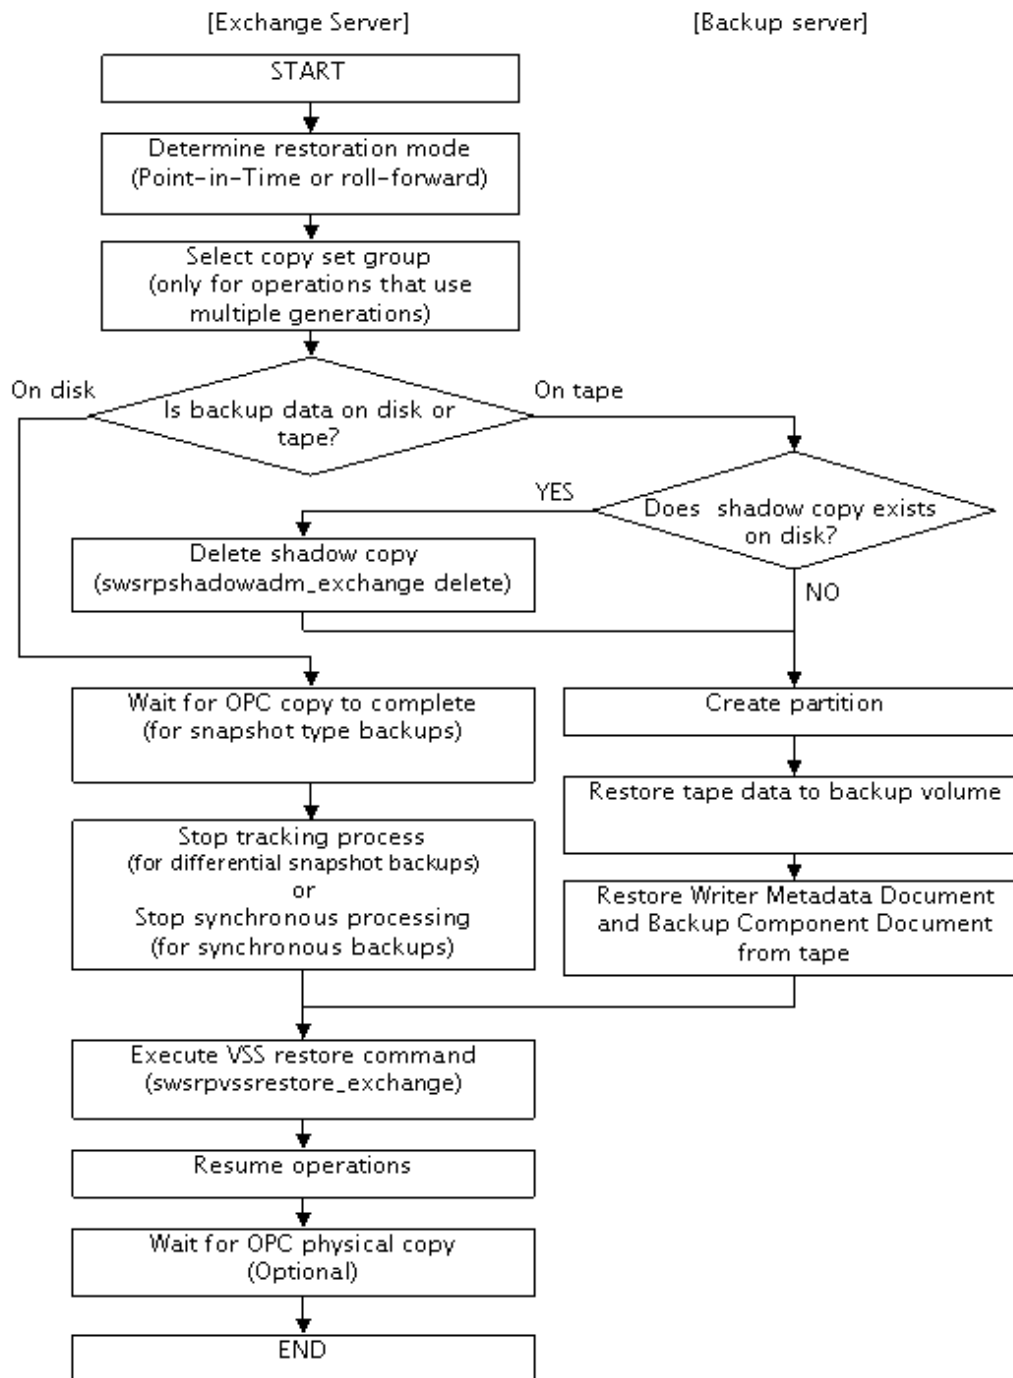 [Exchange Server]
[Backup server]
START
Determine restoration mode
(Point-in-Time or roll-forward)
Select copy set group
(only for operations that use
multiple generations)
On disk
On tape
Is backup data on disk or
tape?
YES
Does shadow copy exists
on disk?
Delete shadow copy
(swsrpshadowadm_exchange delete)
NO
Wait for OPC copy to complete
(for snapshot type backups)
Create partition
Restore tape data to backup volume
Stop tracking process
(for differential snapshot backups)
or
Stop synchronous processing
(for synchronous backups)
Restore Writer Metadata Document
and Backup Component Document
from tape
Execute VSS restore command
(swsrpvssrestore_exchange)
Resume operations
Wait for OPC physical copy
(Optional)
END